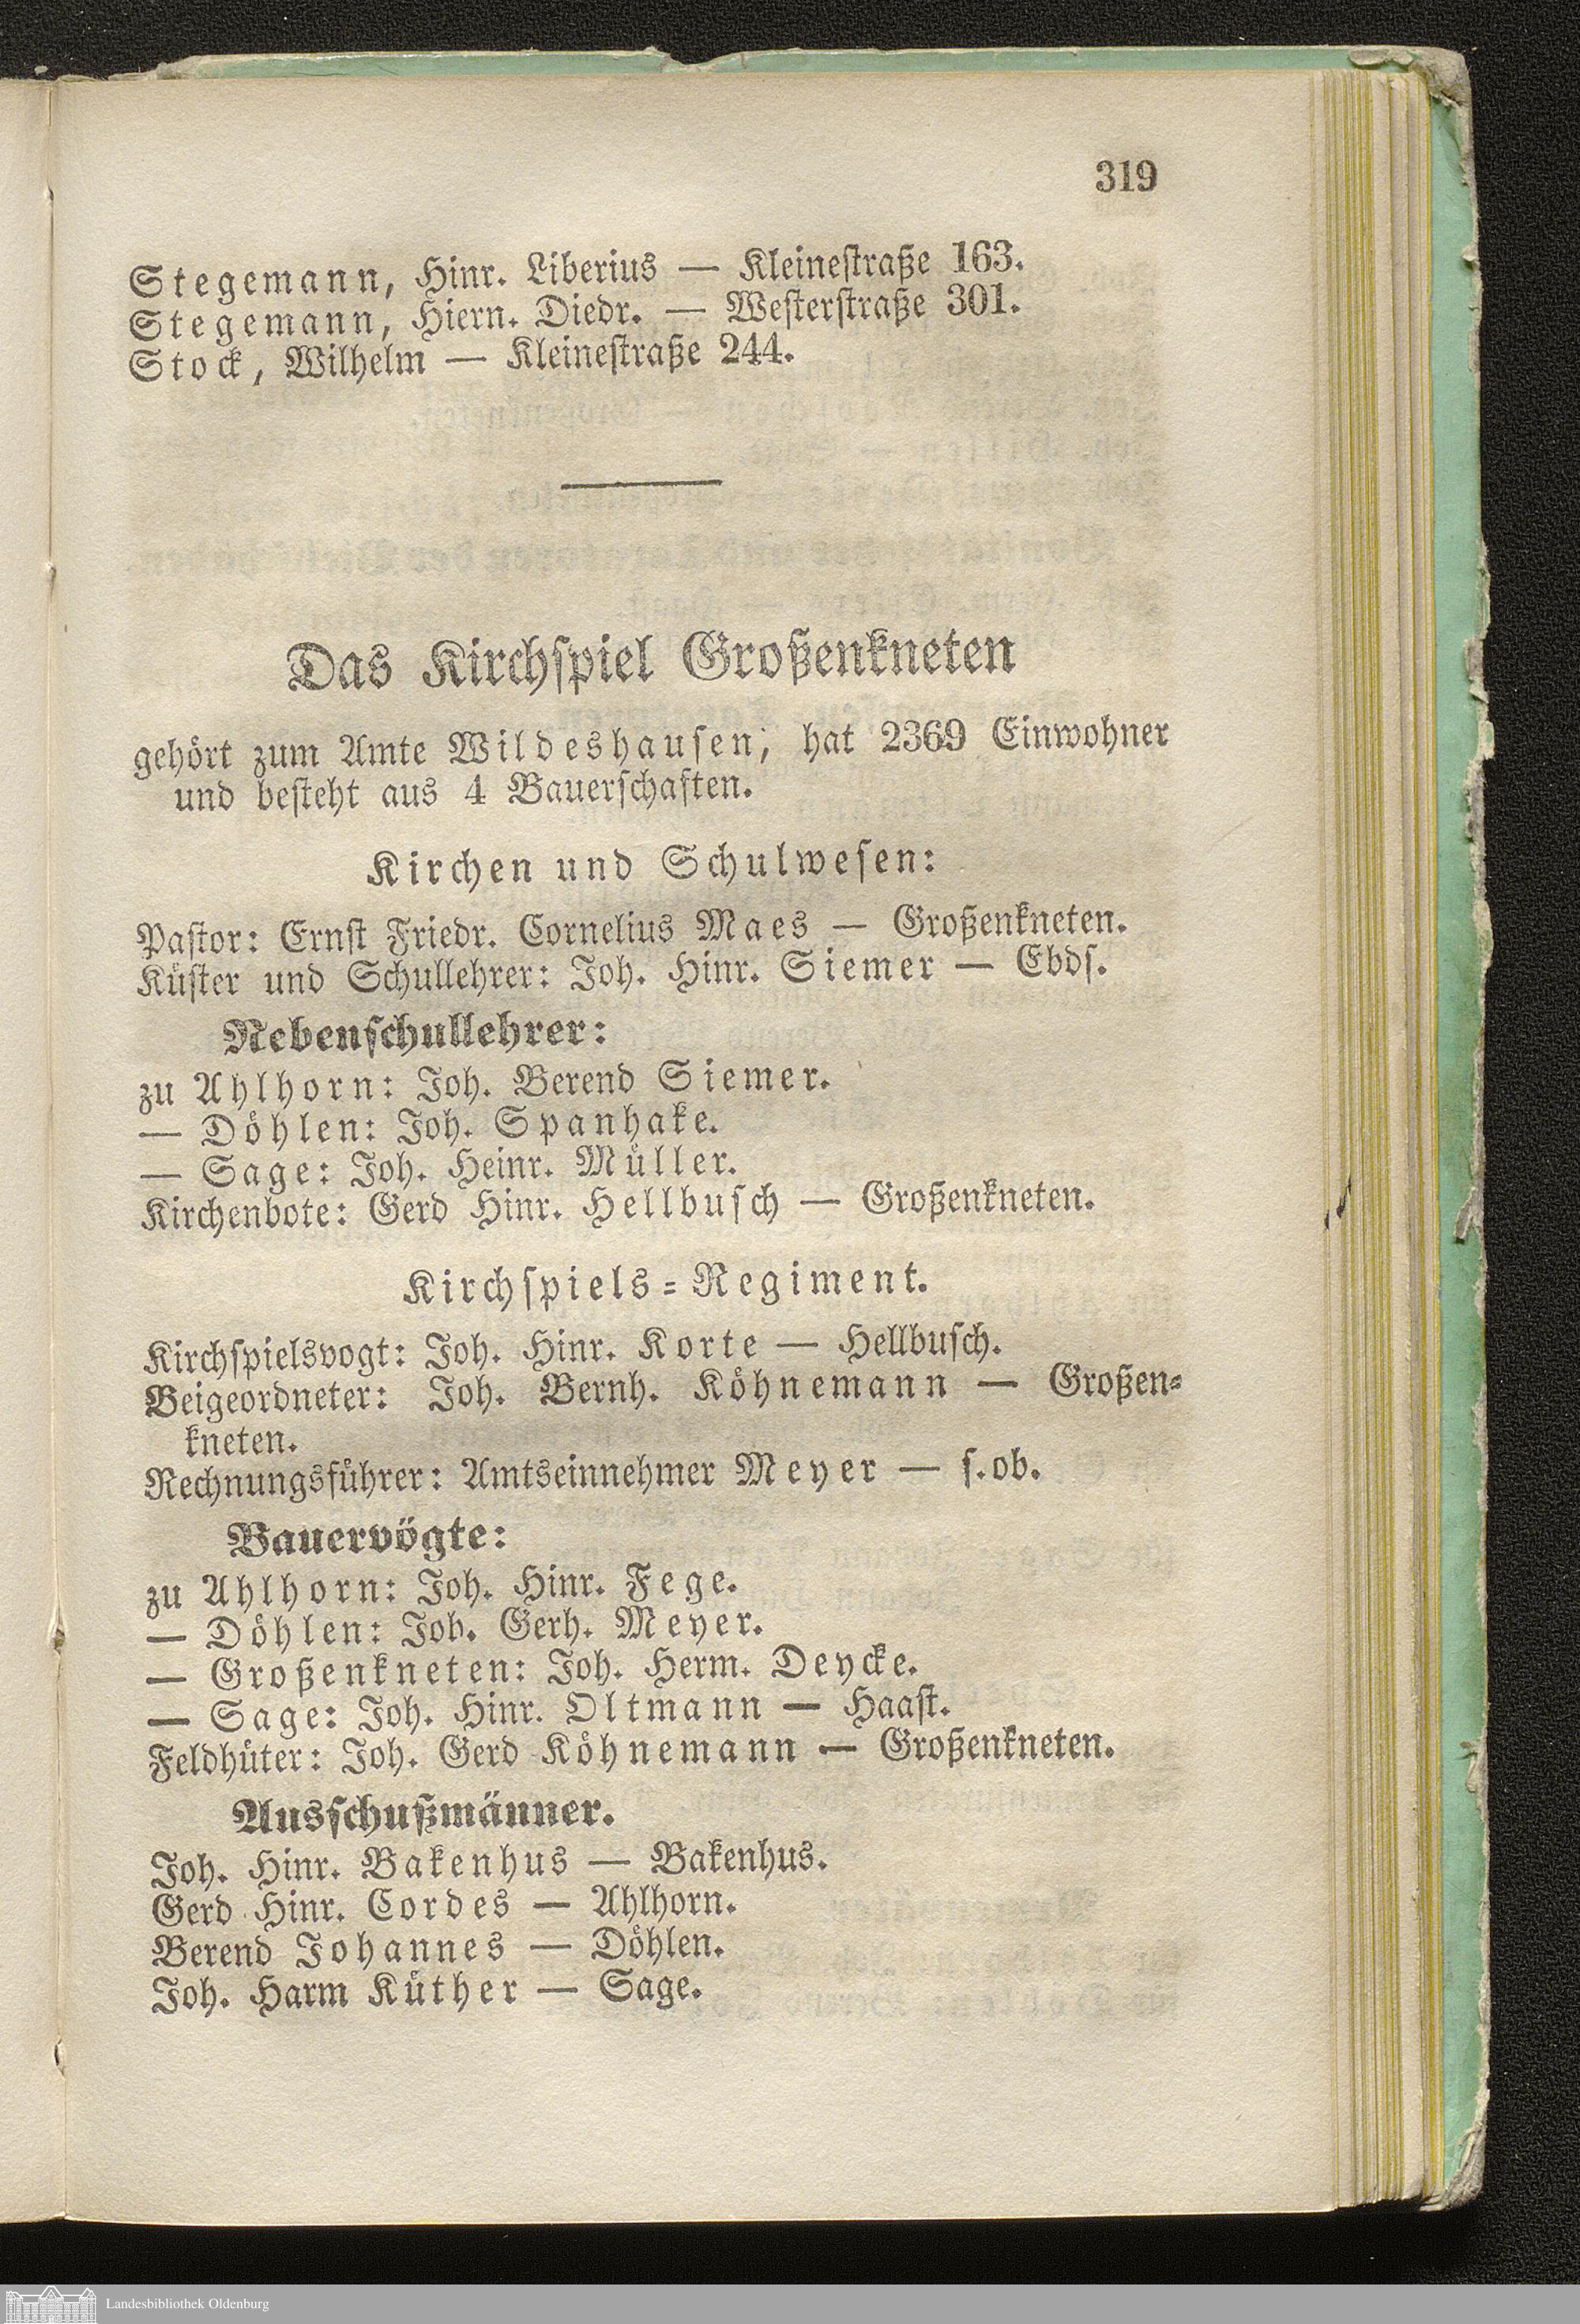 319
Stegemann, Hinr. Liberius — Kleinestraße 163.
Stegemann, Hiern. Diedr. — Westerstraße 301.
Stock, Wilhelm — Kleinestraße 244.
Das Kirchspiel Großenkneten
gehört zum Amte Wildeshausen, hat 2369 Einwohner
und besteht aus 4 Bauerschaften.
Kirchen und Schulwesen:
Pastor: Ernst Friedr. Cornelius Maes — Großenkneten.
Küster und Schullehrer: Joh. Hinr. Siemer — Ebds.
Nebenschullehrer:
zu Ahlhorn: Joh. Berend Siemer.
— Döhlen: Joh. Spanhake.
— Sage: Joh. Heinr. Müller.
Kirchenbote: Gerd Hinr. Hellbusch — Großenkneten.
Kirchspiels-Regiment.
Kirchspielsvogt: Joh. Hinr. Korte — Hellbusch.
Beigeordneter: Joh. Bernh. Köhnemann — Großen-
kneten.
Rechnungsführer: Amtseinnehmer Meyer — s. ob.
Bauervögte:
zu Ahlhorn: Joh. Hinr. Fege.
— Döhlen: Joh. Gerh. Meyer.
— Großenkneten: Joh. Herm. Deycke.
— Sage: Joh. Hinr. Oltmann — Haast.
Feldhüter: Joh. Gerd Köhnemann — Großenkneten.
Ausschußmänner.
Joh. Hinr. Bakenhus — Bakenhus.
Gerd Hinr. Cordes — Ahlhorn.
Berend Johannes — Döhlen.
Joh. Harm Küther — Sage.
Landesbibliothek Oldenburg